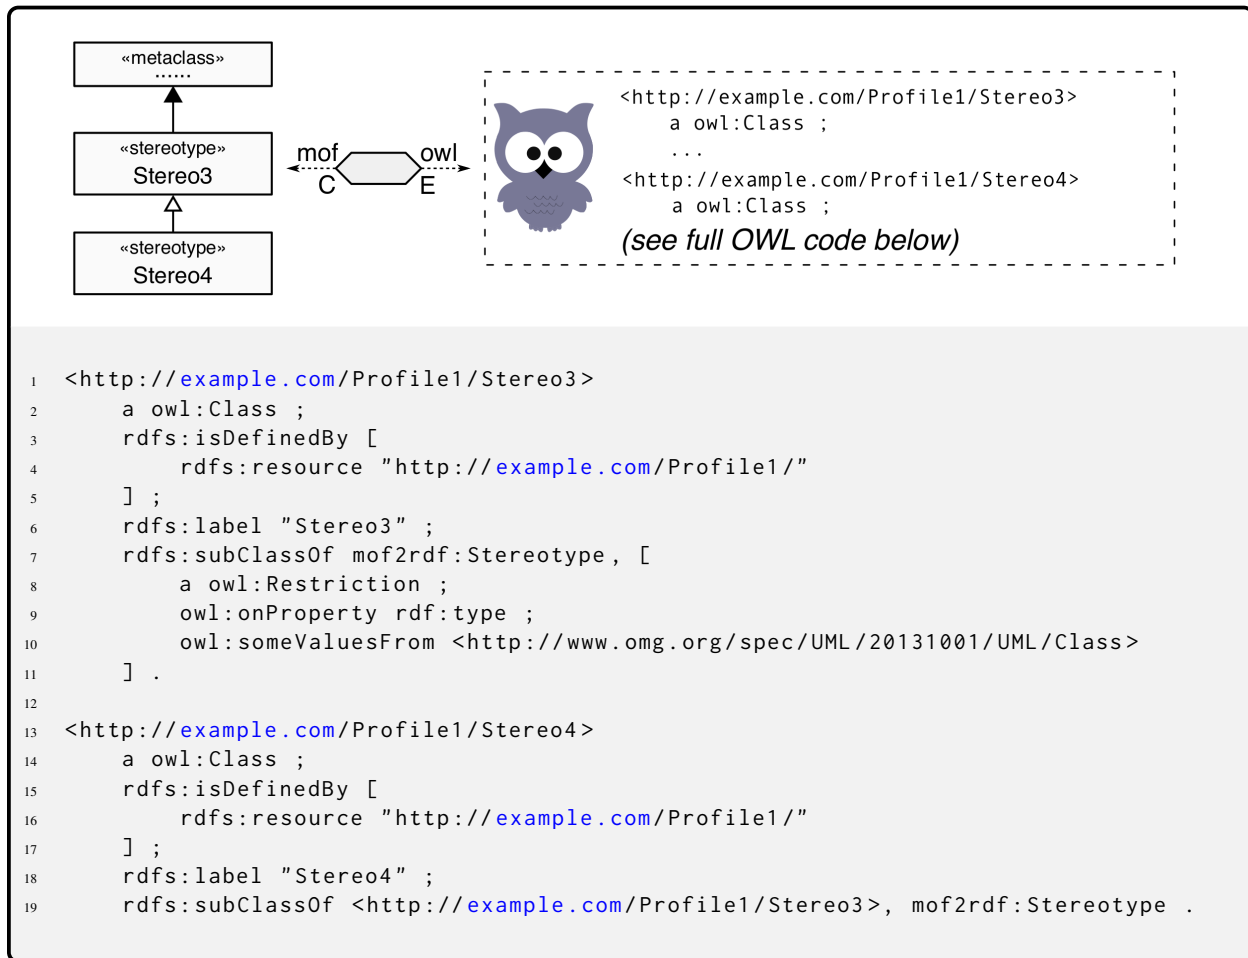 «metaclass»
......
«stereotype»
Stereo3
«stereotype»
Stereo4
mof owl
C E
<http://example.com/Profile1/Stereo3>
    a owl:Class ;
    ...
<http://example.com/Profile1/Stereo4>
    a owl:Class ;
(see full OWL code below)
1 <http://example.com/Profile1/Stereo3>
2     a owl:Class ;
3     rdfs:isDefinedBy [
4         rdfs:resource "http://example.com/Profile1/"
5     ] ;
6     rdfs:label "Stereo3" ;
7     rdfs:subClassOf mof2rdf:Stereotype, [
8         a owl:Restriction ;
9         owl:onProperty rdf:type ;
10         owl:someValuesFrom <http://www.omg.org/spec/UML/20131001/UML/Class>
11     ] .
12
13 <http://example.com/Profile1/Stereo4>
14     a owl:Class ;
15     rdfs:isDefinedBy [
16         rdfs:resource "http://example.com/Profile1/"
17     ] ;
18     rdfs:label "Stereo4" ;
19     rdfs:subClassOf <http://example.com/Profile1/Stereo3>, mof2rdf:Stereotype .